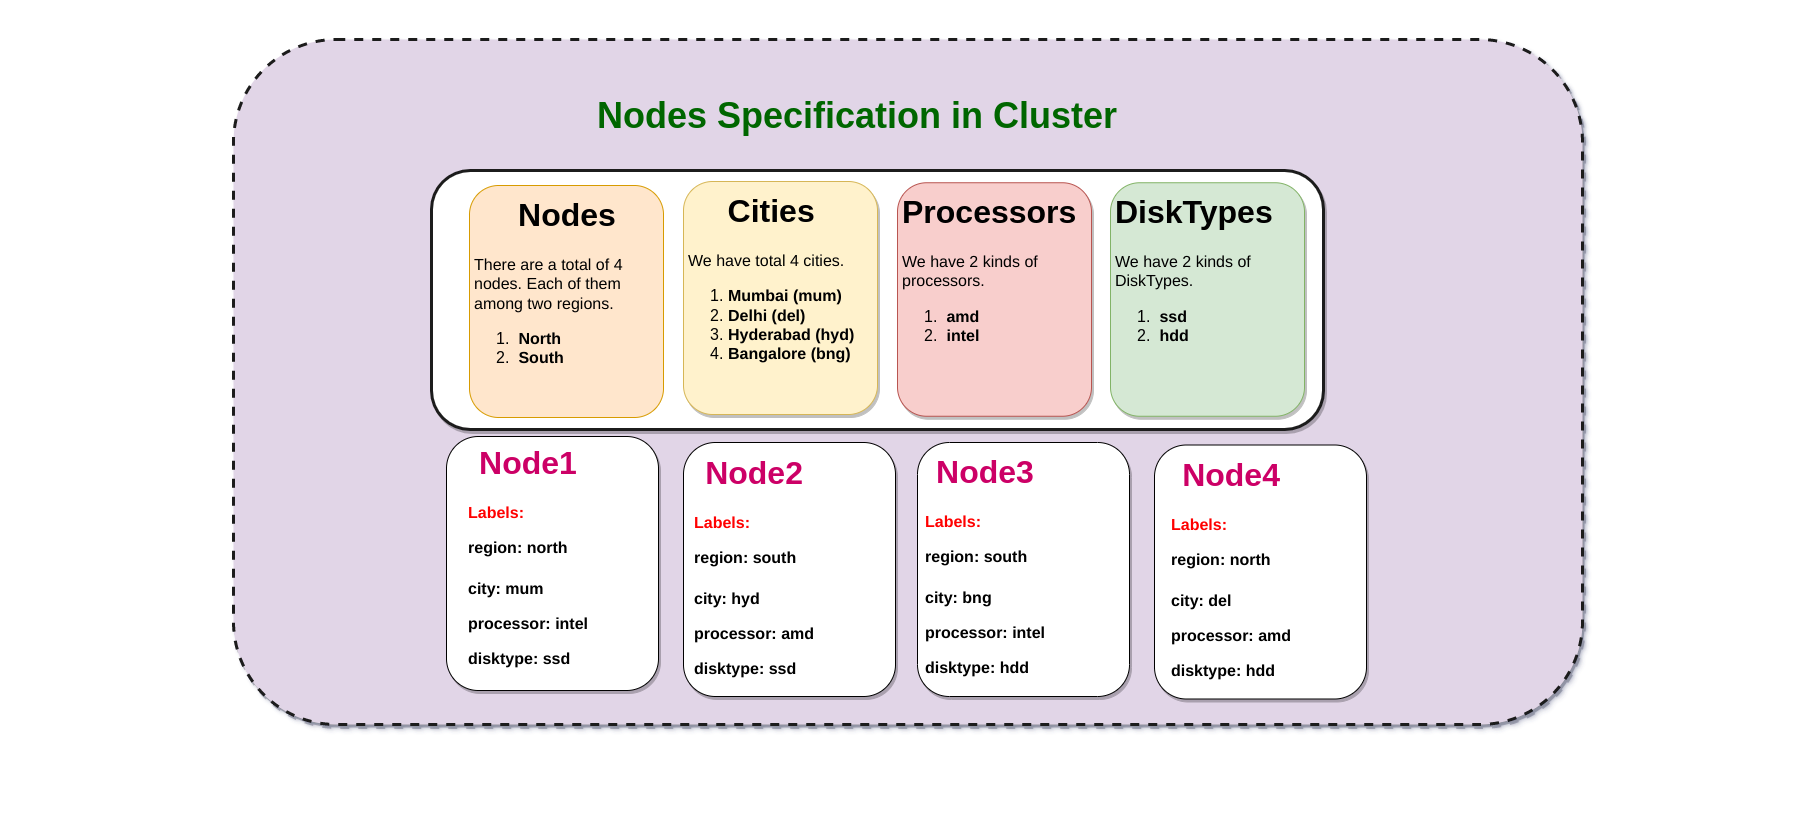 Nodes Specification in Cluster
Nodes
There are a total of 4
nodes. Each of them
among two regions.
1. North
2. South
Cities
We have total 4 cities.
1. Mumbai (mum)
2. Delhi (del)
3. Hyderabad (hyd)
4. Bangalore (bng)
Processors
We have 2 kinds of
processors.
1. amd
2. intel
DiskTypes
We have 2 kinds of
DiskTypes.
1. ssd
2. hdd
Node1
Labels:
region: north
city: mum
processor: intel
disktype: ssd
Node2
Labels:
region: south
city: hyd
processor: amd
disktype: ssd
Node3
Labels:
region: south
city: bng
processor: intel
disktype: hdd
Node4
Labels:
region: north
city: del
processor: amd
disktype: hdd